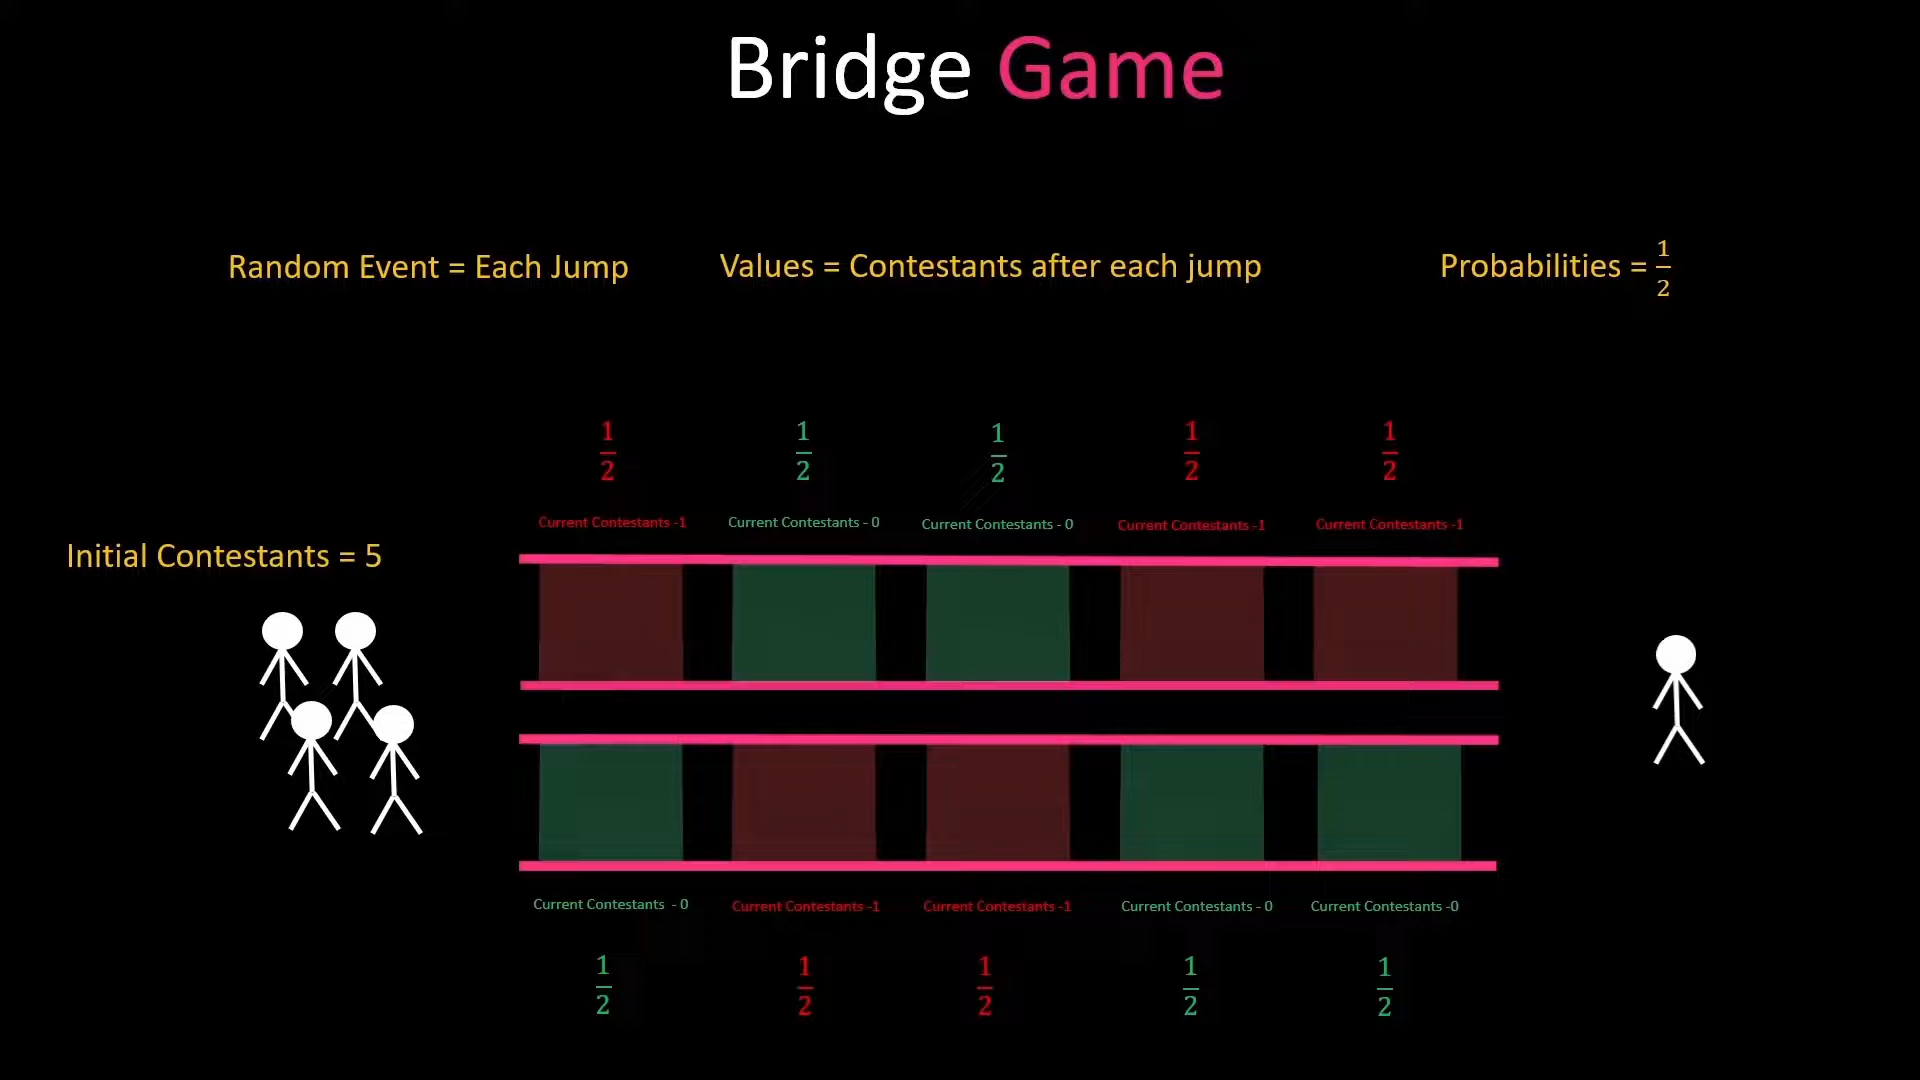 Bridge Game
Random Event = Each Jump
Values = Contestants after each jump
Probabilities = 1/2
1/2 1/2 1/2 1/2 1/2
Current Contestants -1
Current Contestants - 0
Current Contestants - 0
Current Contestants -1
Current Contestants -1
Initial Contestants = 5
Current Contestants - 0
Current Contestants -1
Current Contestants -1
Current Contestants - 0
Current Contestants -0
1/2 1/2 1/2 1/2 1/2